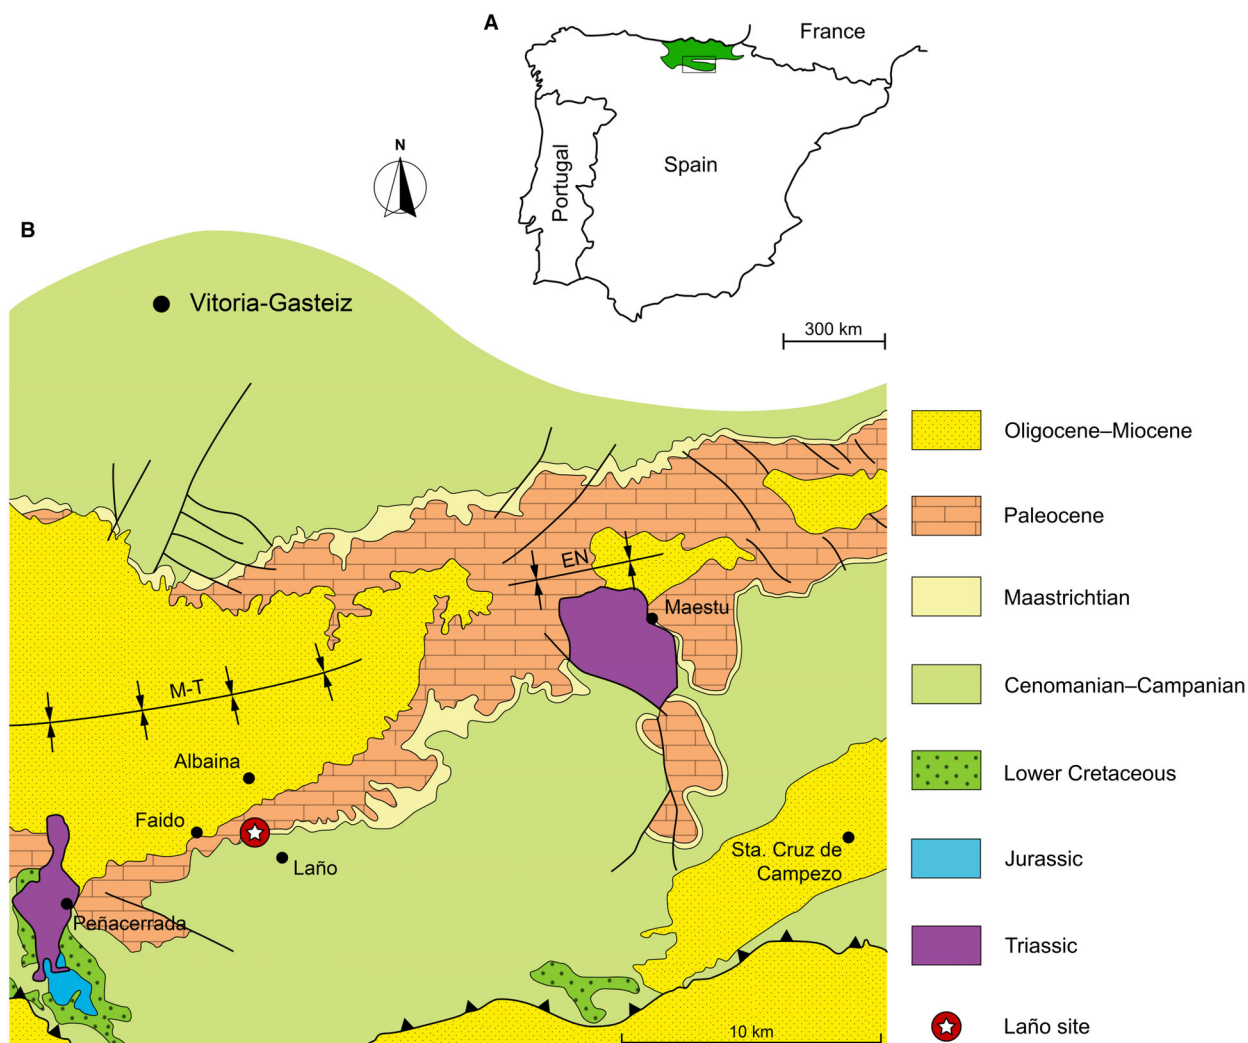 A
France
Portugal
Spain
N
300 km
B
Vitoria-Gasteiz
EN
Maestu
M-T
Albaina
Faido
Laño
Sta. Cruz de
Campezo
Peñacerrada
10 km
Oligocene–Miocene
Paleocene
Maastrichtian
Cenomanian–Campanian
Lower Cretaceous
Jurassic
Triassic
Laño site